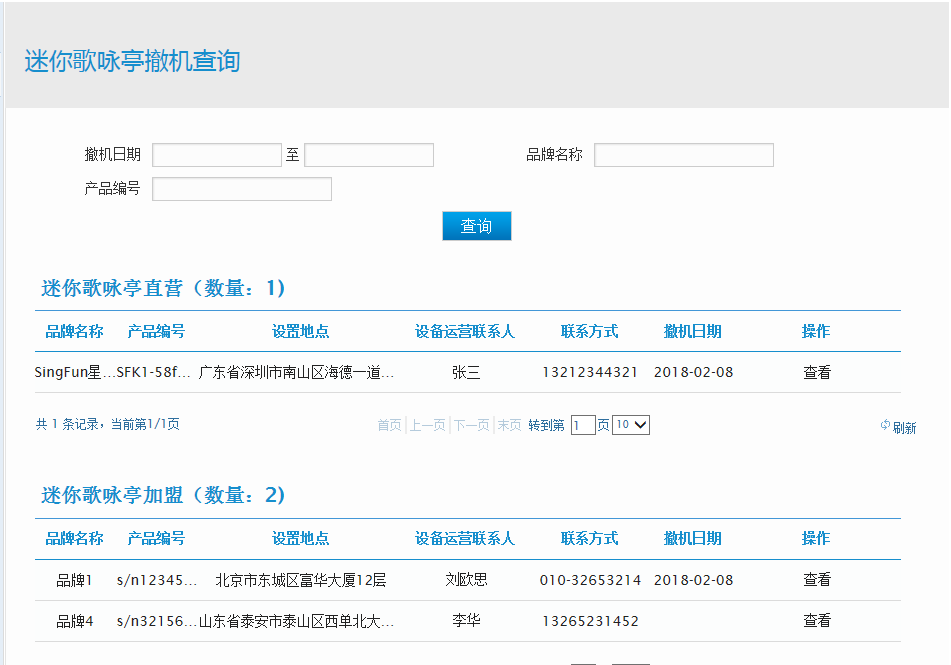 迷你歌咏亭撤机查询
撤机日期 至 品牌名称
产品编号
查询
迷你歌咏亭直营（数量：1）
品牌名称 产品编号 设置地点 设备运营联系人 联系方式 撤机日期 操作
SingFun星... SFK1-58f... 广东省深圳市南山区海德一道... 张三 13212344321 2018-02-08 查看
共 1 条记录，当前第1/1页 首页 上一页 下一页 末页 转到第 1 页 10 刷新
迷你歌咏亭加盟（数量：2）
品牌名称 产品编号 设置地点 设备运营联系人 联系方式 撤机日期 操作
品牌1 s/n12345... 北京市东城区富华大厦12层 刘欧思 010-32653214 2018-02-08 查看
品牌4 s/n32156... 山东省泰安市泰山区西单北大... 李华 13265231452 查看